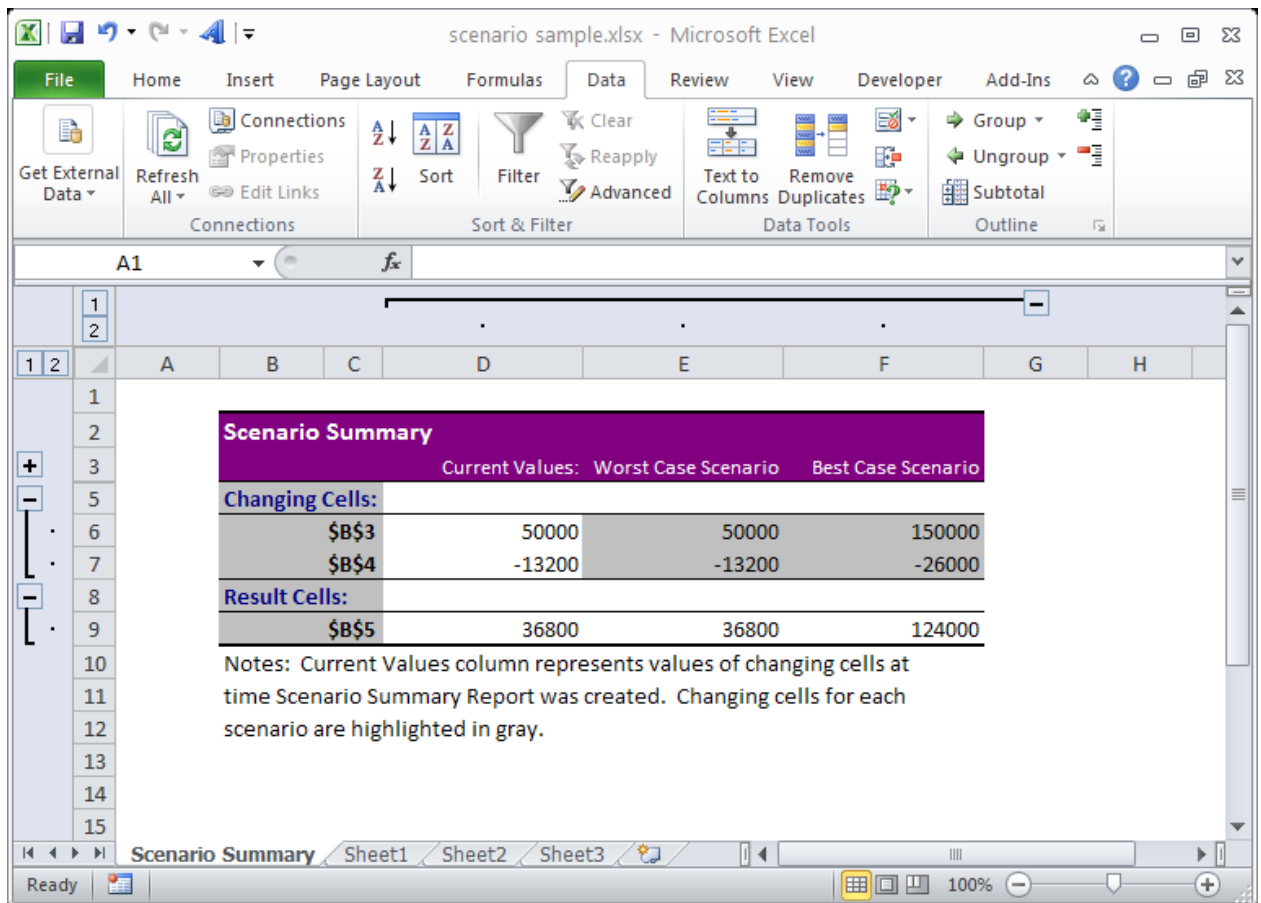 scenario sample.xlsx - Microsoft Excel
File Home Insert Page Layout Formulas Data Review View Developer Add-Ins
Get External Data
Refresh All
Connections
Properties
Edit Links
Connections
Sort
Filter
Clear
Reapply
Advanced
Sort & Filter
Text to Columns
Remove Duplicates
Data Tools
Group
Ungroup
Subtotal
Outline
A1 fx
1
2
1 2 A B C D E F G H
1
2 Scenario Summary
3 Current Values: Worst Case Scenario Best Case Scenario
5 Changing Cells:
6 $B$3 50000 50000 150000
7 $B$4 -13200 -13200 -26000
8 Result Cells:
9 $B$5 36800 36800 124000
10 Notes: Current Values column represents values of changing cells at
11 time Scenario Summary Report was created. Changing cells for each
12 scenario are highlighted in gray.
13
14
15
Scenario Summary Sheet1 Sheet2 Sheet3
Ready 100%